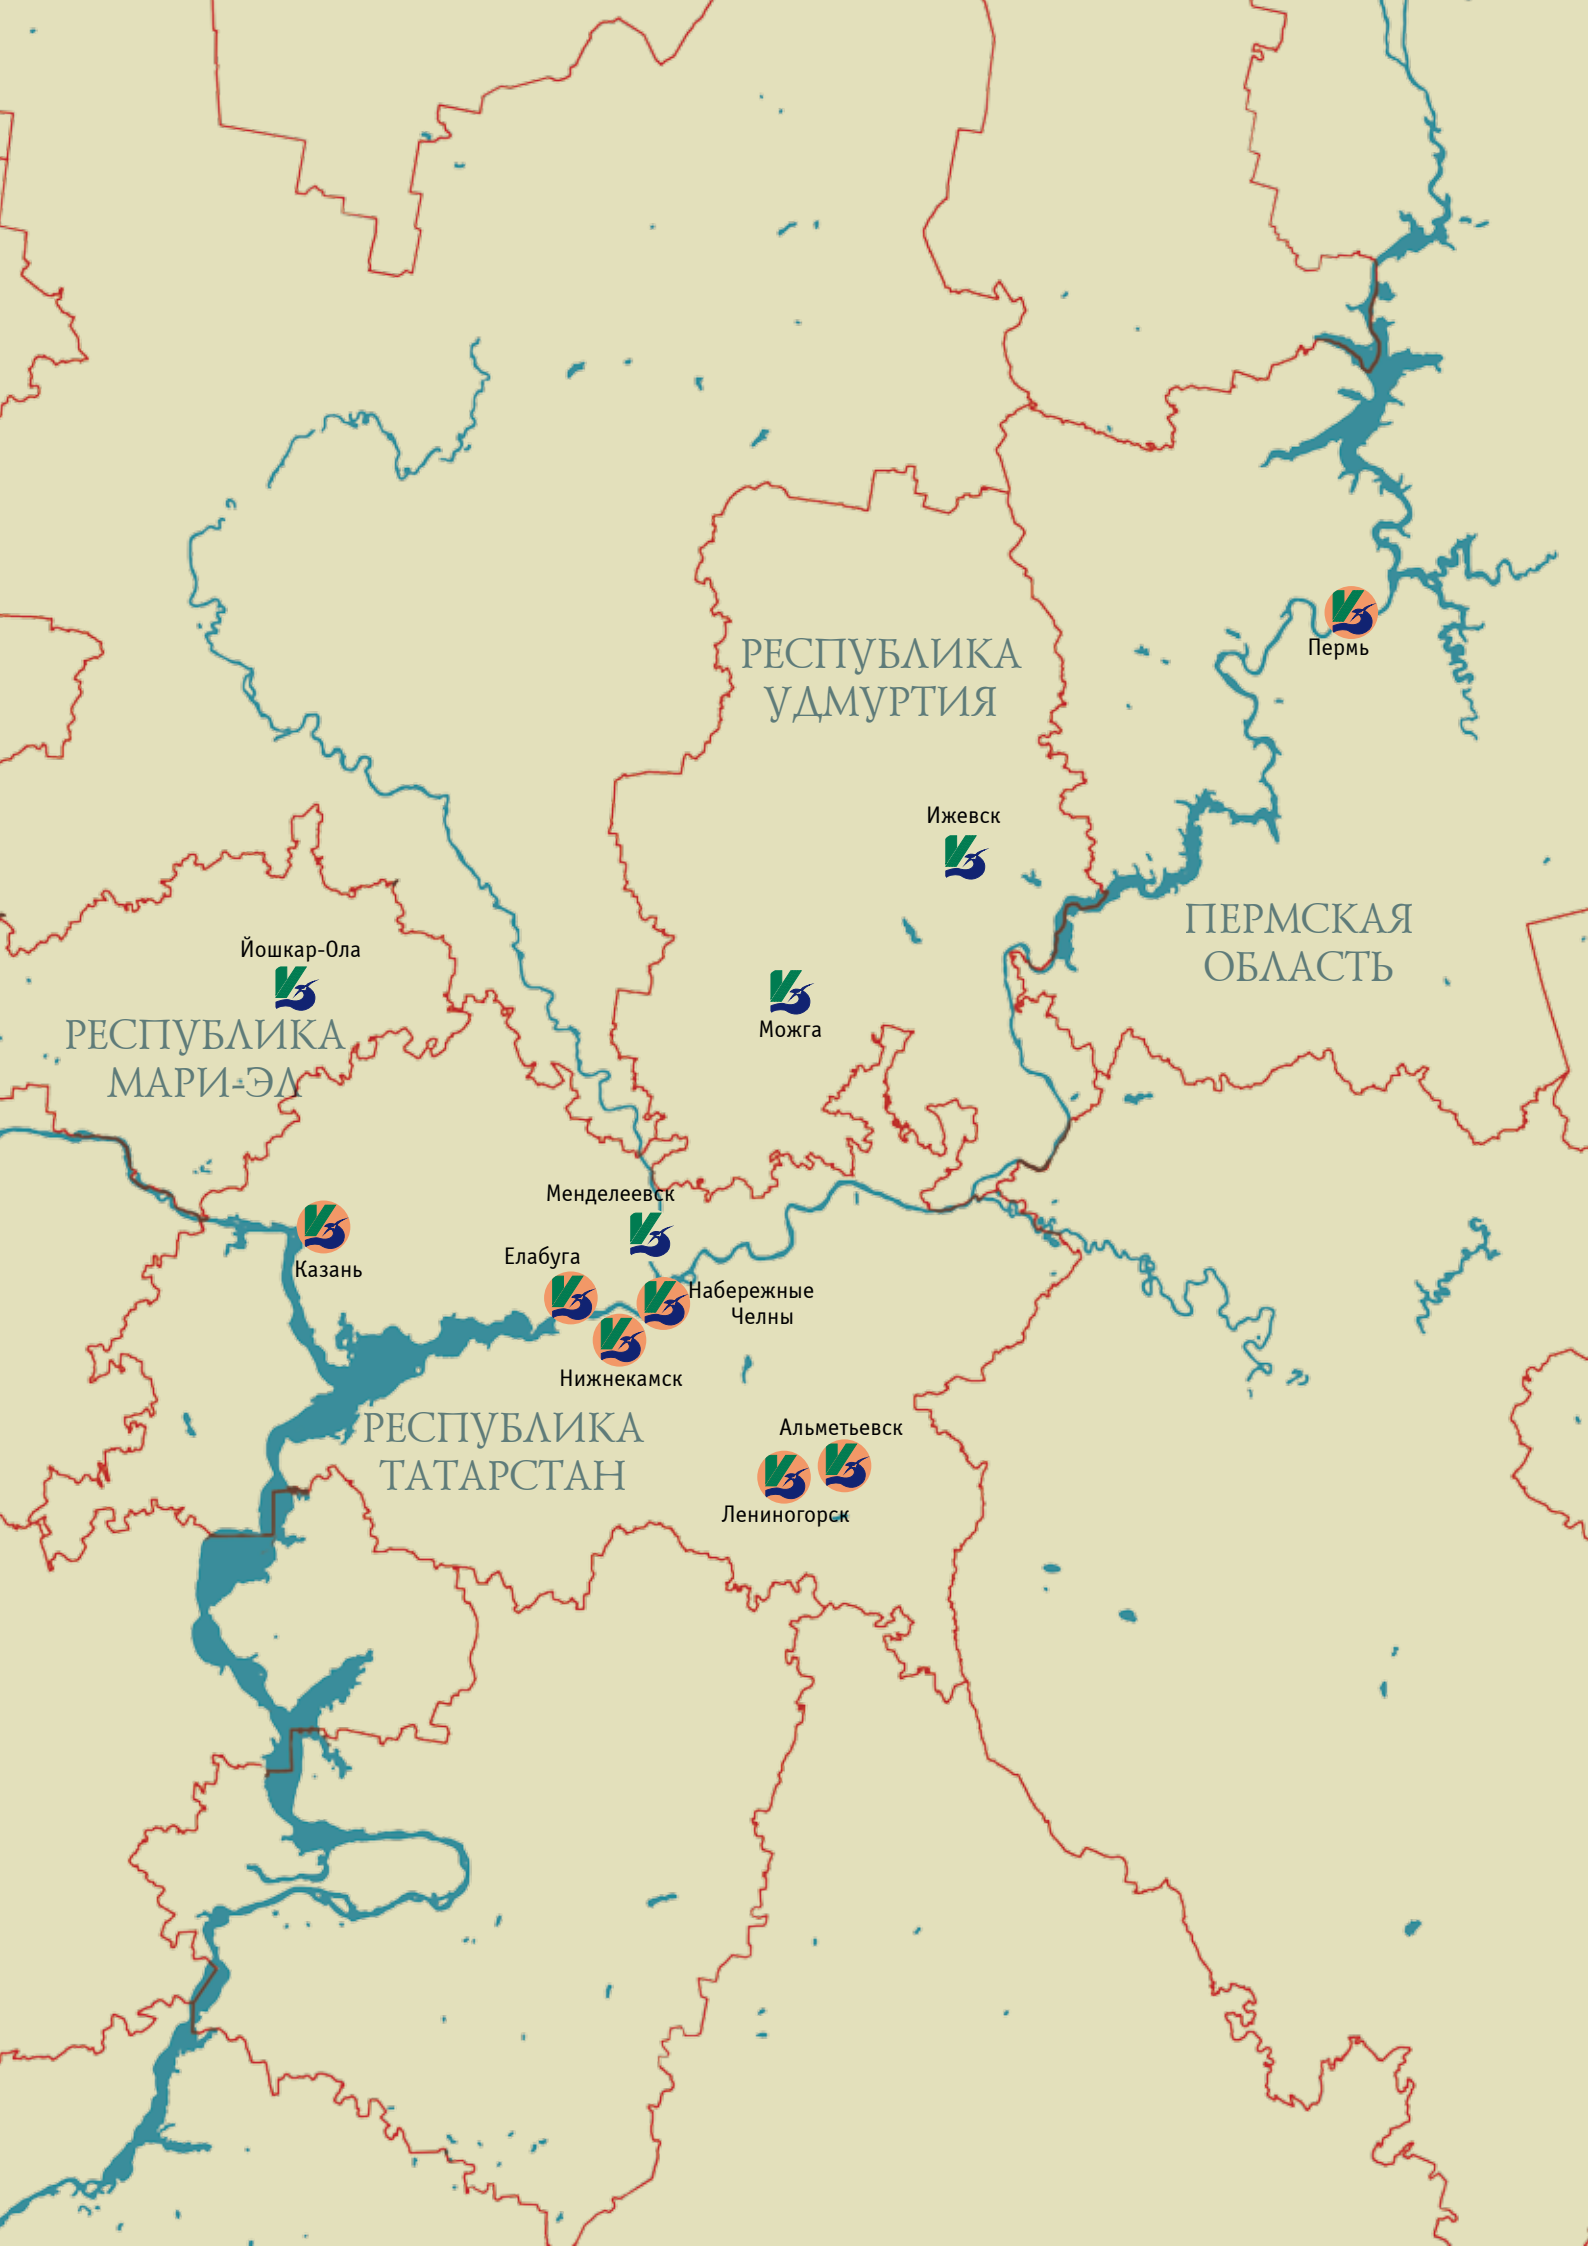 Пермь
РЕСПУБЛИКА
УДМУРТИЯ
Ижевск
ПЕРМСКАЯ
ОБЛАСТЬ
Йошкар-Ола
РЕСПУБЛИКА
МАРИ-ЭЛ
Можга
Менделеевск
Елабуга
Казань
Набережные
Челны
Нижнекамск
РЕСПУБЛИКА
ТАТАРСТАН
Альметьевск
Лениногорск